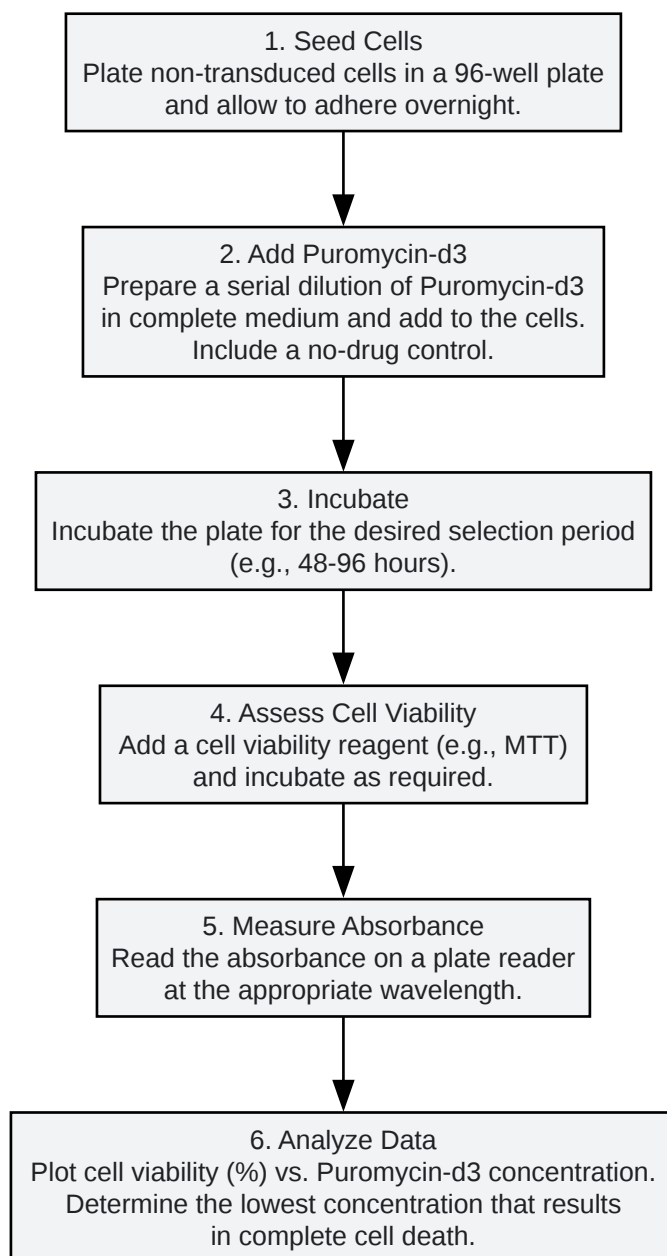 1. Seed Cells
Plate non-transduced cells in a 96-well plate
and allow to adhere overnight.
2. Add Puromycin-d3
Prepare a serial dilution of Puromycin-d3
in complete medium and add to the cells.
Include a no-drug control.
3. Incubate
Incubate the plate for the desired selection period
(e.g., 48-96 hours).
4. Assess Cell Viability
Add a cell viability reagent (e.g., MTT)
and incubate as required.
5. Measure Absorbance
Read the absorbance on a plate reader
at the appropriate wavelength.
6. Analyze Data
Plot cell viability (%) vs. Puromycin-d3 concentration.
Determine the lowest concentration that results
in complete cell death.